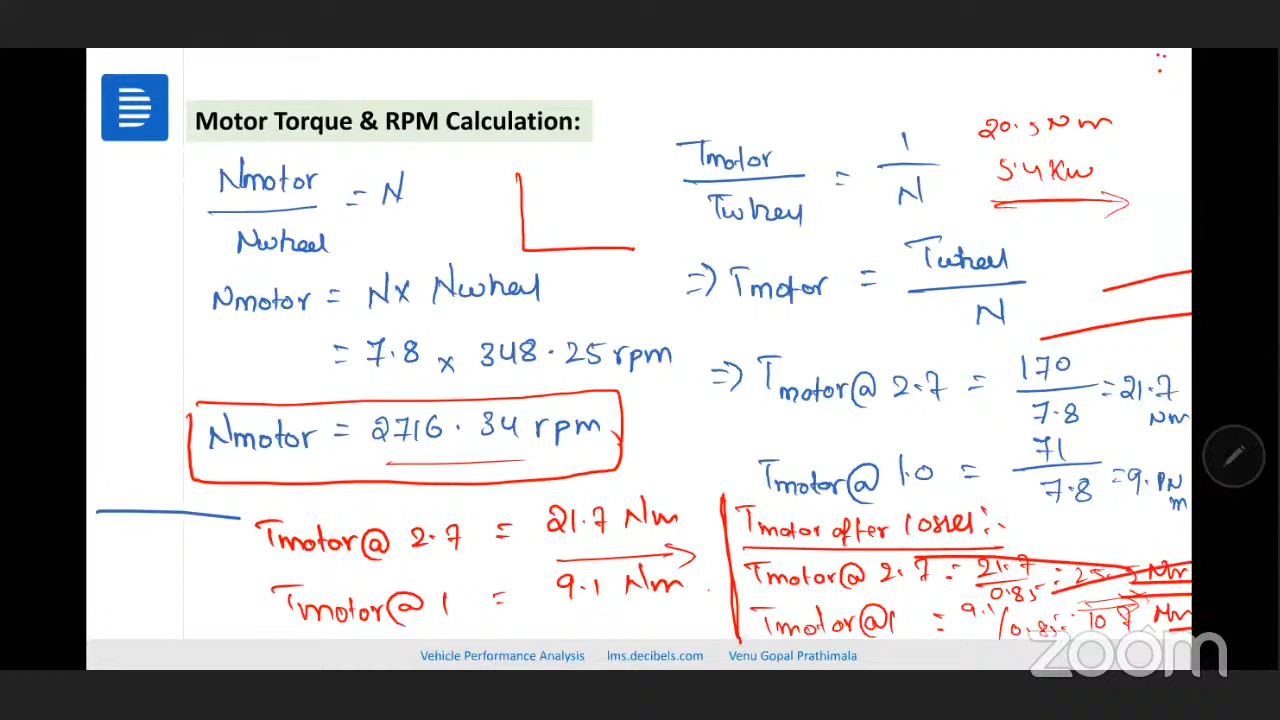 Motor Torque & RPM Calculation:
Nmotor / Nwheel = N
Nmotor = N x Nwheel
= 7.8 x 348.25 rpm
Nmotor = 2716.34 rpm
Tmotor@ 2.7 = 21.7 Nm
Tmotor@ 1 = 9.1 Nm
Tmotor / Twheel = 1 / N
5.4 Kw
=> Tmotor = Twheel / N
=> Tmotor@ 2.7 = 170 / 7.8 = 21.7 Nm
Tmotor@ 1.0 = 71 / 7.8 = 9.1 Nm
Tmotor after losses:
Tmotor@ 2.7 = 21.7 / 0.85 = Nm
Tmotor@1 = 9.1 / 0.85 = Nm
Vehicle Performance Analysis lms.decibels.com Venu Gopal Prathimala
zoom